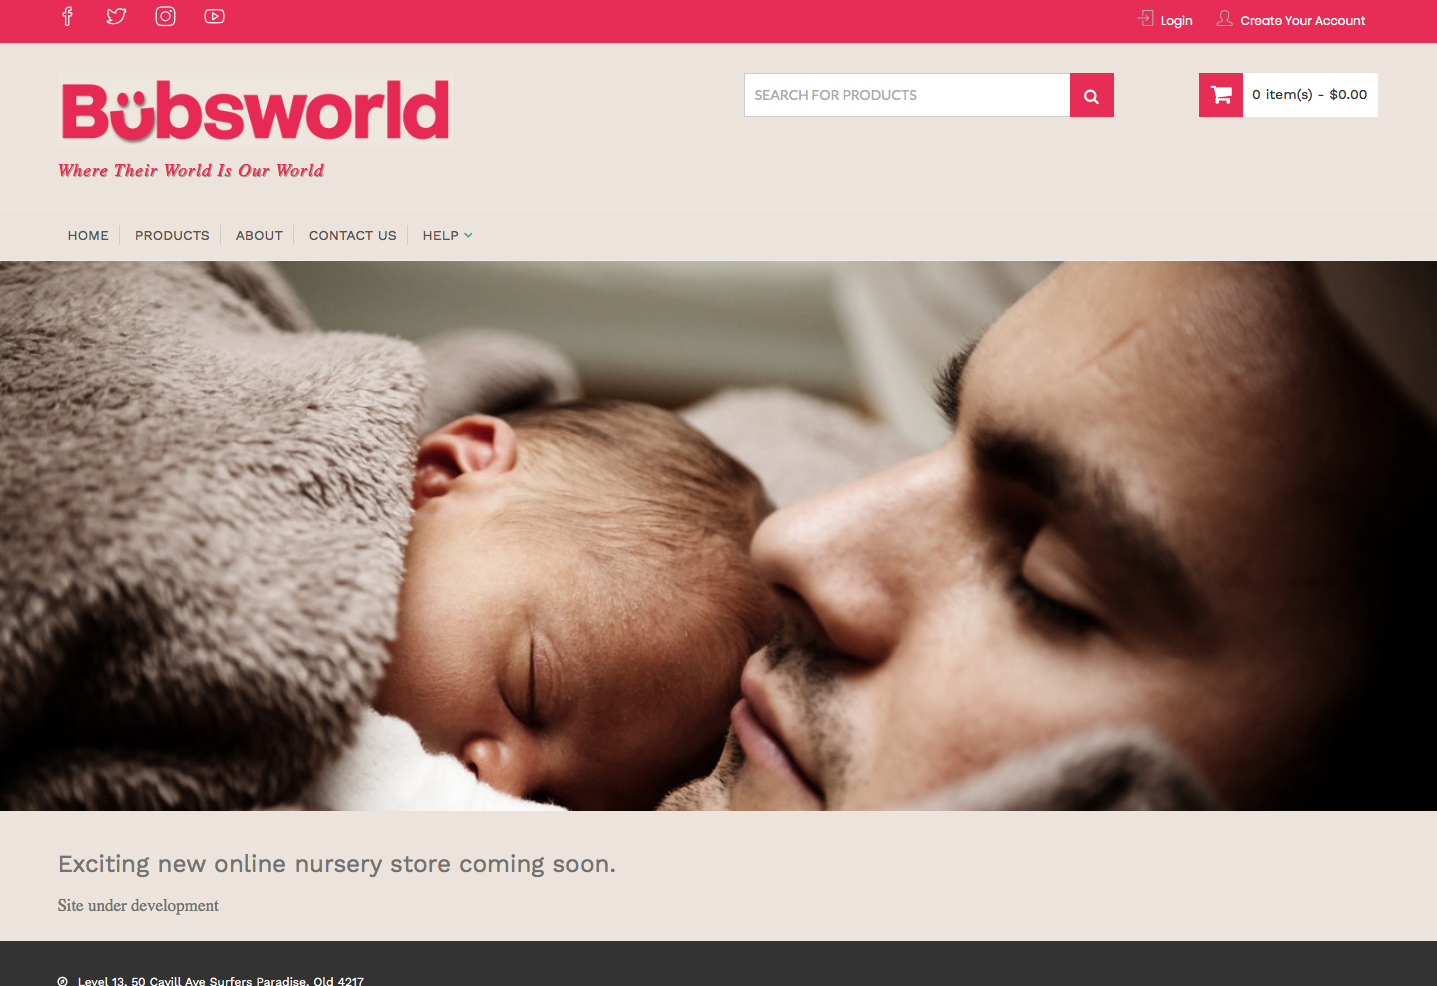 Login
Create Your Account
Bubsworld
SEARCH FOR PRODUCTS
0 item(s) - $0.00
Where Their World Is Our World
HOME
PRODUCTS
ABOUT
CONTACT US
HELP
Exciting new online nursery store coming soon.
Site under development
Level 13, 50 Cavill Ave Surfers Paradise, Qld 4217